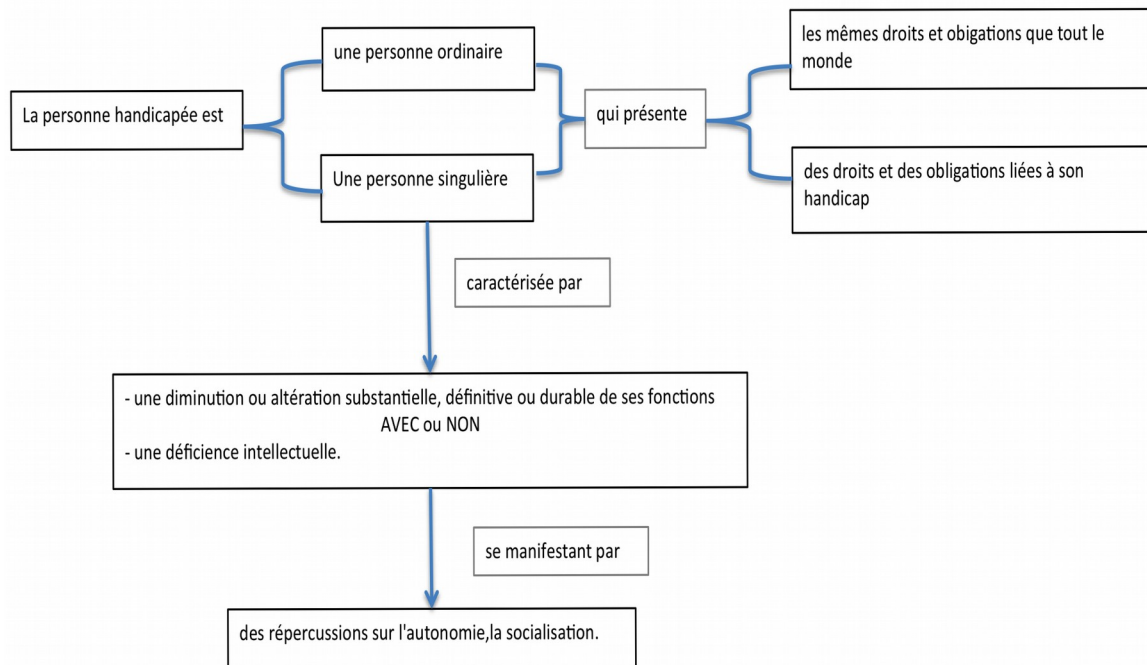 La personne handicapée est
une personne ordinaire
Une personne singulière
qui présente
les mêmes droits et obigations que tout le
monde
des droits et des obligations liées à son
handicap
caractérisée par
- une diminution ou altération substantielle, définitive ou durable de ses fonctions
AVEC ou NON
- une déficience intellectuelle.
se manifestant par
des répercussions sur l'autonomie,la socialisation.